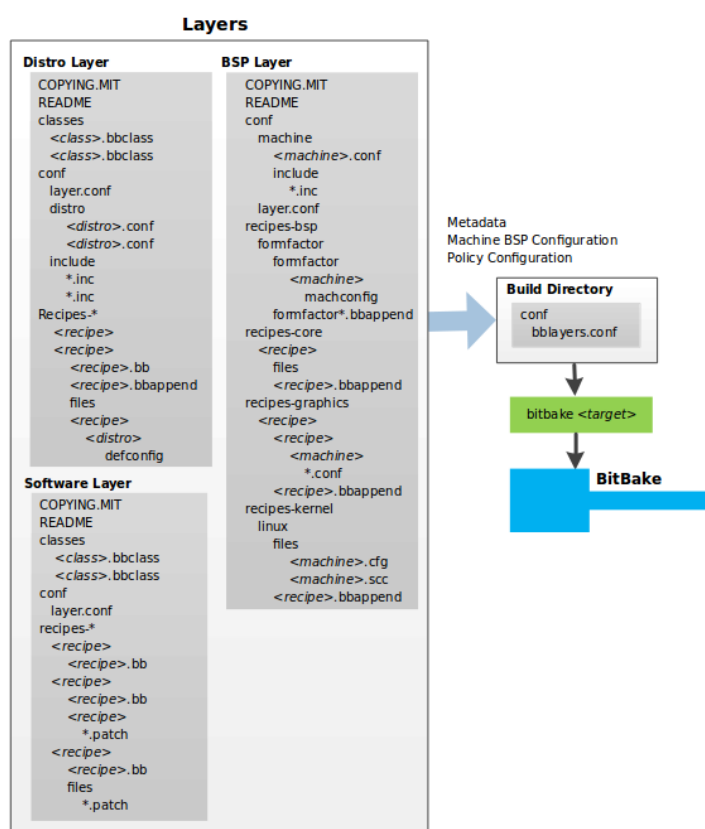 Layers
Distro Layer
COPYING.MIT
README
classes
<class>.bbclass
<class>.bbclass
conf
layer.conf
distro
<distro>.conf
<distro>.conf
include
*.inc
*.inc
Recipes-*
<recipe>
<recipe>
<recipe>.bb
<recipe>.bbappend
files
<recipe>
<distro>
defconfig
Software Layer
COPYING.MIT
README
classes
<class>.bbclass
<class>.bbclass
conf
layer.conf
recipes-*
<recipe>
<recipe>.bb
<recipe>
<recipe>.bb
<recipe>
*.patch
<recipe>
<recipe>.bb
files
*.patch
BSP Layer
COPYING.MIT
README
conf
machine
<machine>.conf
include
*.inc
layer.conf
recipes-bsp
formfactor
formfactor
<machine>
machconfig
formfactor*.bbappend
recipes-core
<recipe>
files
<recipe>.bbappend
recipes-graphics
<recipe>
<recipe>
<machine>
*.conf
<recipe>.bbappend
recipes-kernel
linux
files
<machine>.cfg
<machine>.scc
<recipe>.bbappend
Metadata
Machine BSP Configuration
Policy Configuration
Build Directory
conf
bblayers.conf
bitbake <target>
BitBake